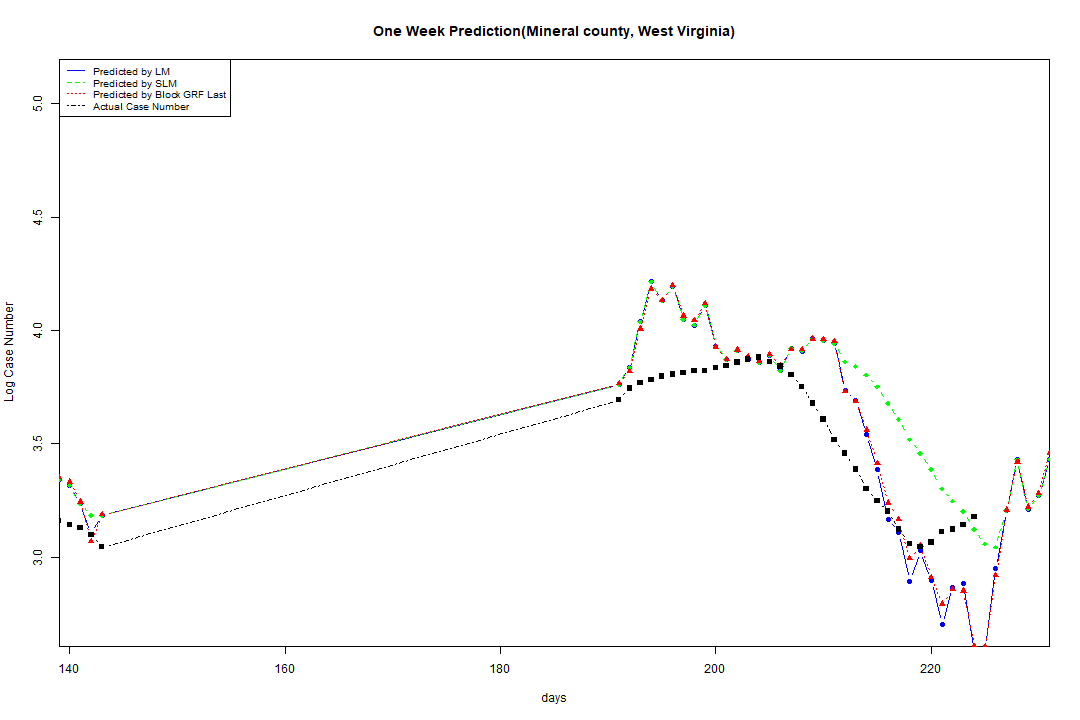 One Week Prediction(Mineral county, West Virginia)
Predicted by LM
Predicted by SLM
Predicted by Block GRF Last
Actual Case Number
5.0
4.5
4.0
3.5
3.0
Log Case Number
140 160 180 200 220
days